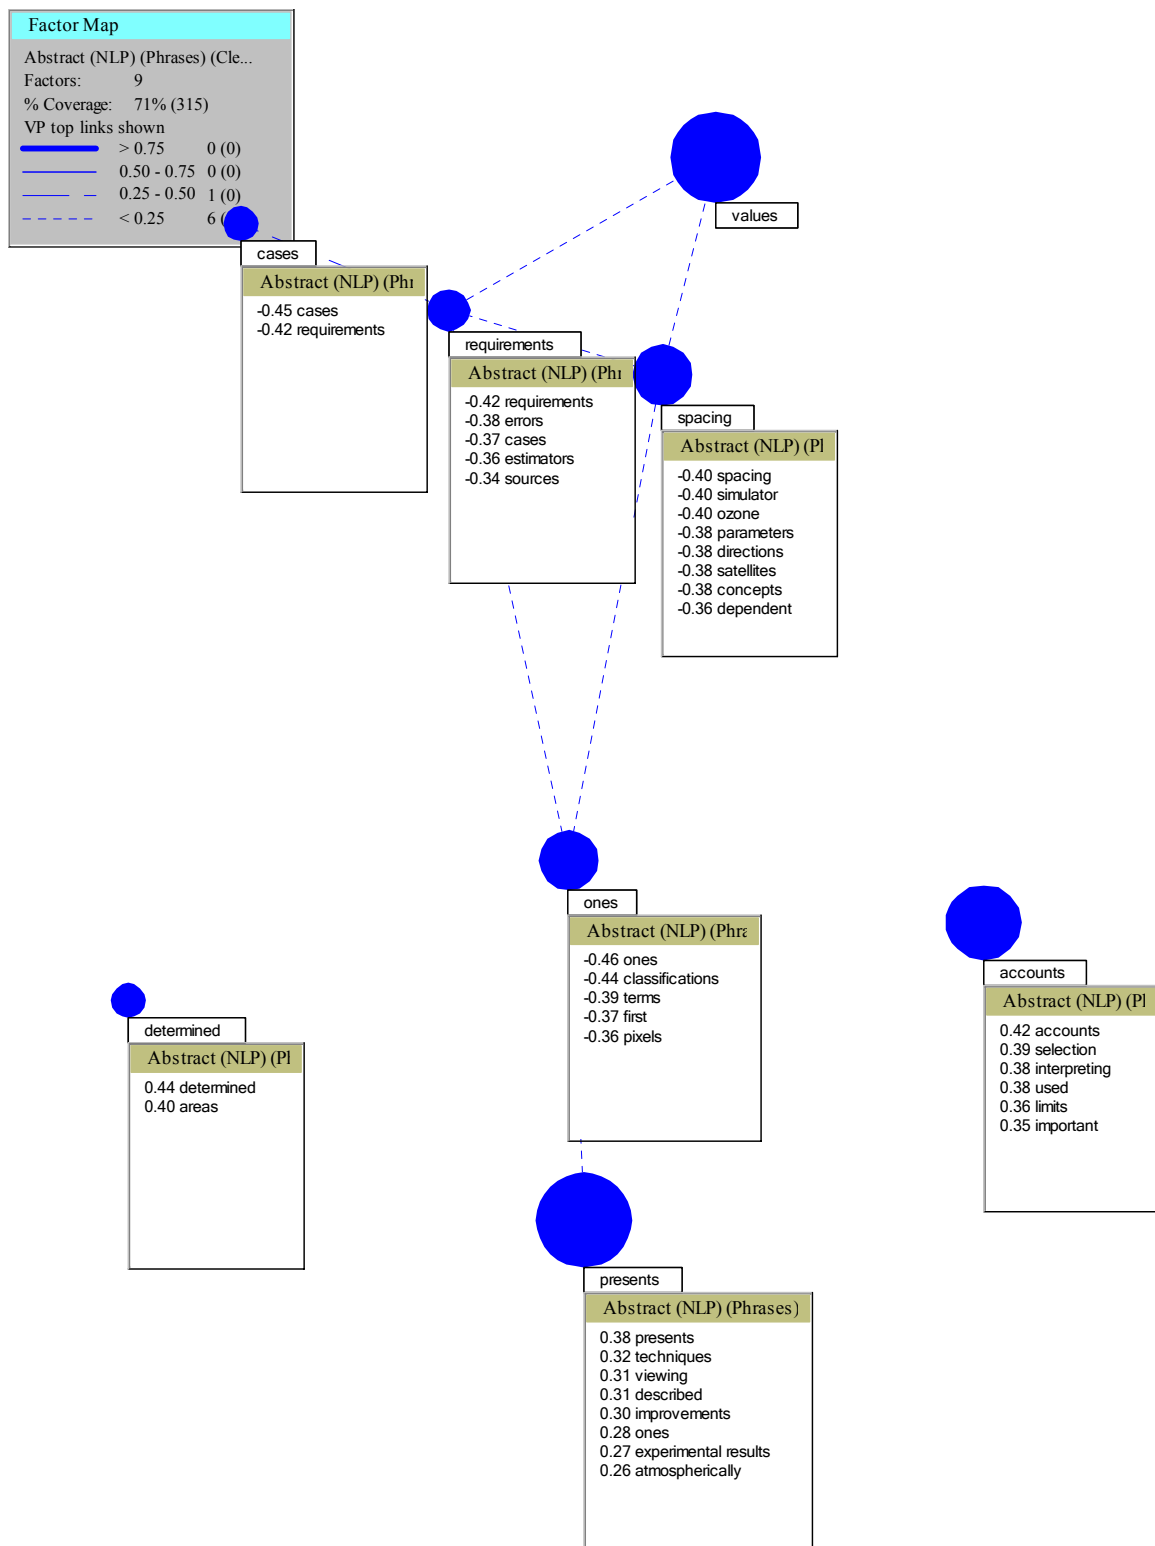 Factor Map
Abstract (NLP) (Phrases) (Cle...
Factors: 9
% Coverage: 71% (315)
VP top links shown
> 0.75 0 (0)
0.50 - 0.75 0 (0)
0.25 - 0.50 1 (0)
< 0.25 6 (
values
cases
Abstract (NLP) (Phr
-0.45 cases
-0.42 requirements
requirements
Abstract (NLP) (Phr
-0.42 requirements
-0.38 errors
-0.37 cases
-0.36 estimators
-0.34 sources
spacing
Abstract (NLP) (Pl
-0.40 spacing
-0.40 simulator
-0.40 ozone
-0.38 parameters
-0.38 directions
-0.38 satellites
-0.38 concepts
-0.36 dependent
ones
Abstract (NLP) (Phra
-0.46 ones
-0.44 classifications
-0.39 terms
-0.37 first
-0.36 pixels
accounts
Abstract (NLP) (Pl
0.42 accounts
0.39 selection
0.38 interpreting
0.38 used
0.36 limits
0.35 important
determined
Abstract (NLP) (Pl
0.44 determined
0.40 areas
presents
Abstract (NLP) (Phrases)
0.38 presents
0.32 techniques
0.31 viewing
0.31 described
0.30 improvements
0.28 ones
0.27 experimental results
0.26 atmospherically